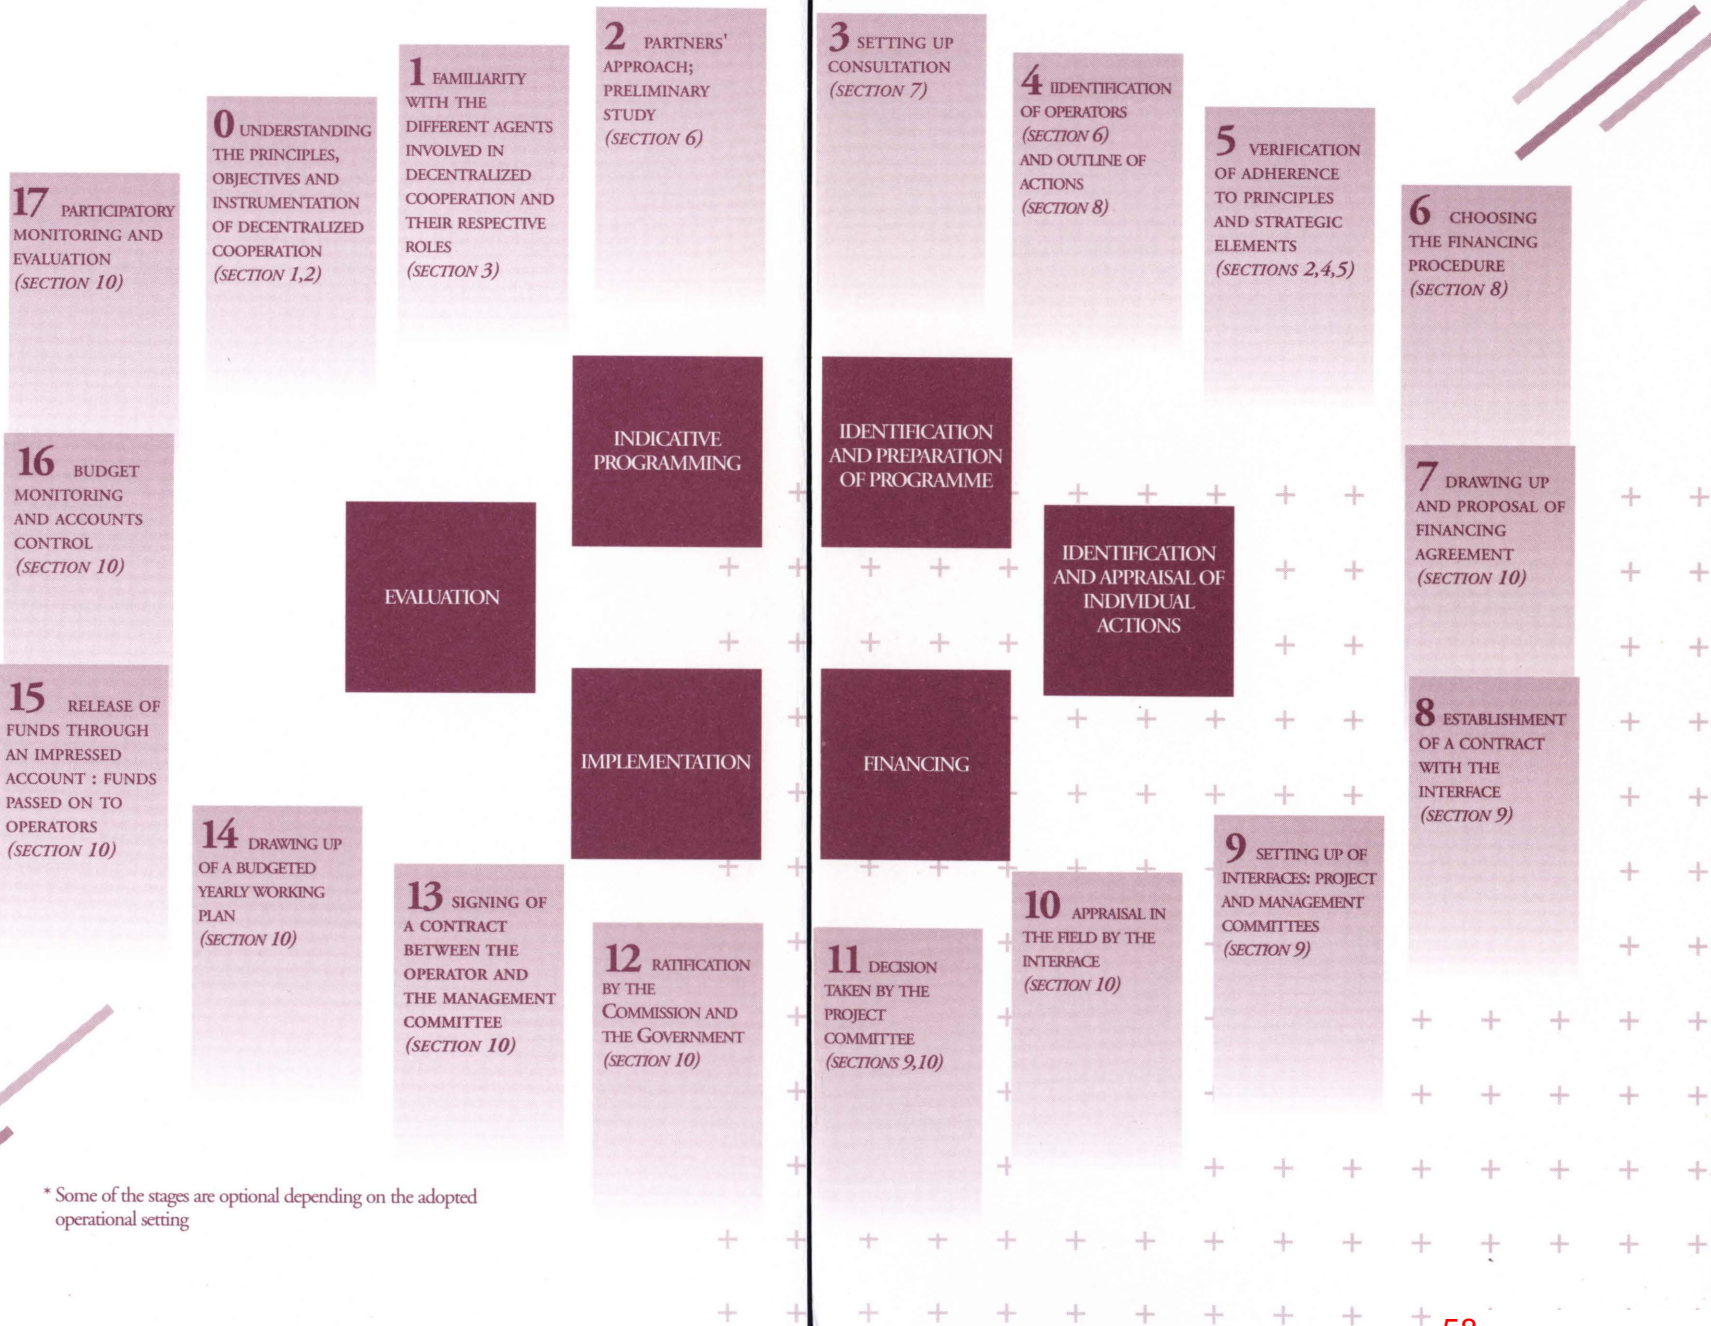 0 UNDERSTANDING
THE PRINCIPLES,
OBJECTIVES AND
INSTRUMENTATION
OF DECENTRALIZED
COOPERATION
(SECTION 1,2)
1 FAMILIARITY
WITH THE
DIFFERENT AGENTS
INVOLVED IN
DECENTRALIZED
COOPERATION AND
THEIR RESPECTIVE
ROLES
(SECTION 3)
2 PARTNERS'
APPROACH;
PRELIMINARY
STUDY
(SECTION 6)
3 SETTING UP
CONSULTATION
(SECTION 7)
4 IIDENTIFICATION
OF OPERATORS
(SECTION 6)
AND OUTLINE OF
ACTIONS
(SECTION 8)
5 VERIFICATION
OF ADHERENCE
TO PRINCIPLES
AND STRATEGIC
ELEMENTS
(SECTIONS 2,4,5)
6 CHOOSING
THE FINANCING
PROCEDURE
(SECTION 8)
7 DRAWING UP
AND PROPOSAL OF
FINANCING
AGREEMENT
(SECTION 10)
8 ESTABLISHMENT
OF A CONTRACT
WITH THE
INTERFACE
(SECTION 9)
9 SETTING UP OF
INTERFACES: PROJECT
AND MANAGEMENT
COMMITTEES
(SECTION 9)
10 APPRAISAL IN
THE FIELD BY THE
INTERFACE
(SECTION 10)
11 DECISION
TAKEN BY THE
PROJECT
COMMITTEE
(SECTIONS 9,10)
12 RATIFICATION
BY THE
COMMISSION AND
THE GOVERNMENT
(SECTION 10)
13 SIGNING OF
A CONTRACT
BETWEEN THE
OPERATOR AND
THE MANAGEMENT
COMMITTEE
(SECTION 10)
14 DRAWING UP
OF A BUDGETED
YEARLY WORKING
PLAN
(SECTION 10)
15 RELEASE OF
FUNDS THROUGH
AN IMPRESSED
ACCOUNT : FUNDS
PASSED ON TO
OPERATORS
(SECTION 10)
16 BUDGET
MONITORING
AND ACCOUNTS
CONTROL
(SECTION 10)
17 PARTICIPATORY
MONITORING AND
EVALUATION
(SECTION 10)
INDICATIVE
PROGRAMMING
IDENTIFICATION
AND PREPARATION
OF PROGRAMME
IDENTIFICATION
AND APPRAISAL OF
INDIVIDUAL
ACTIONS
FINANCING
IMPLEMENTATION
EVALUATION
* Some of the stages are optional depending on the adopted
operational setting